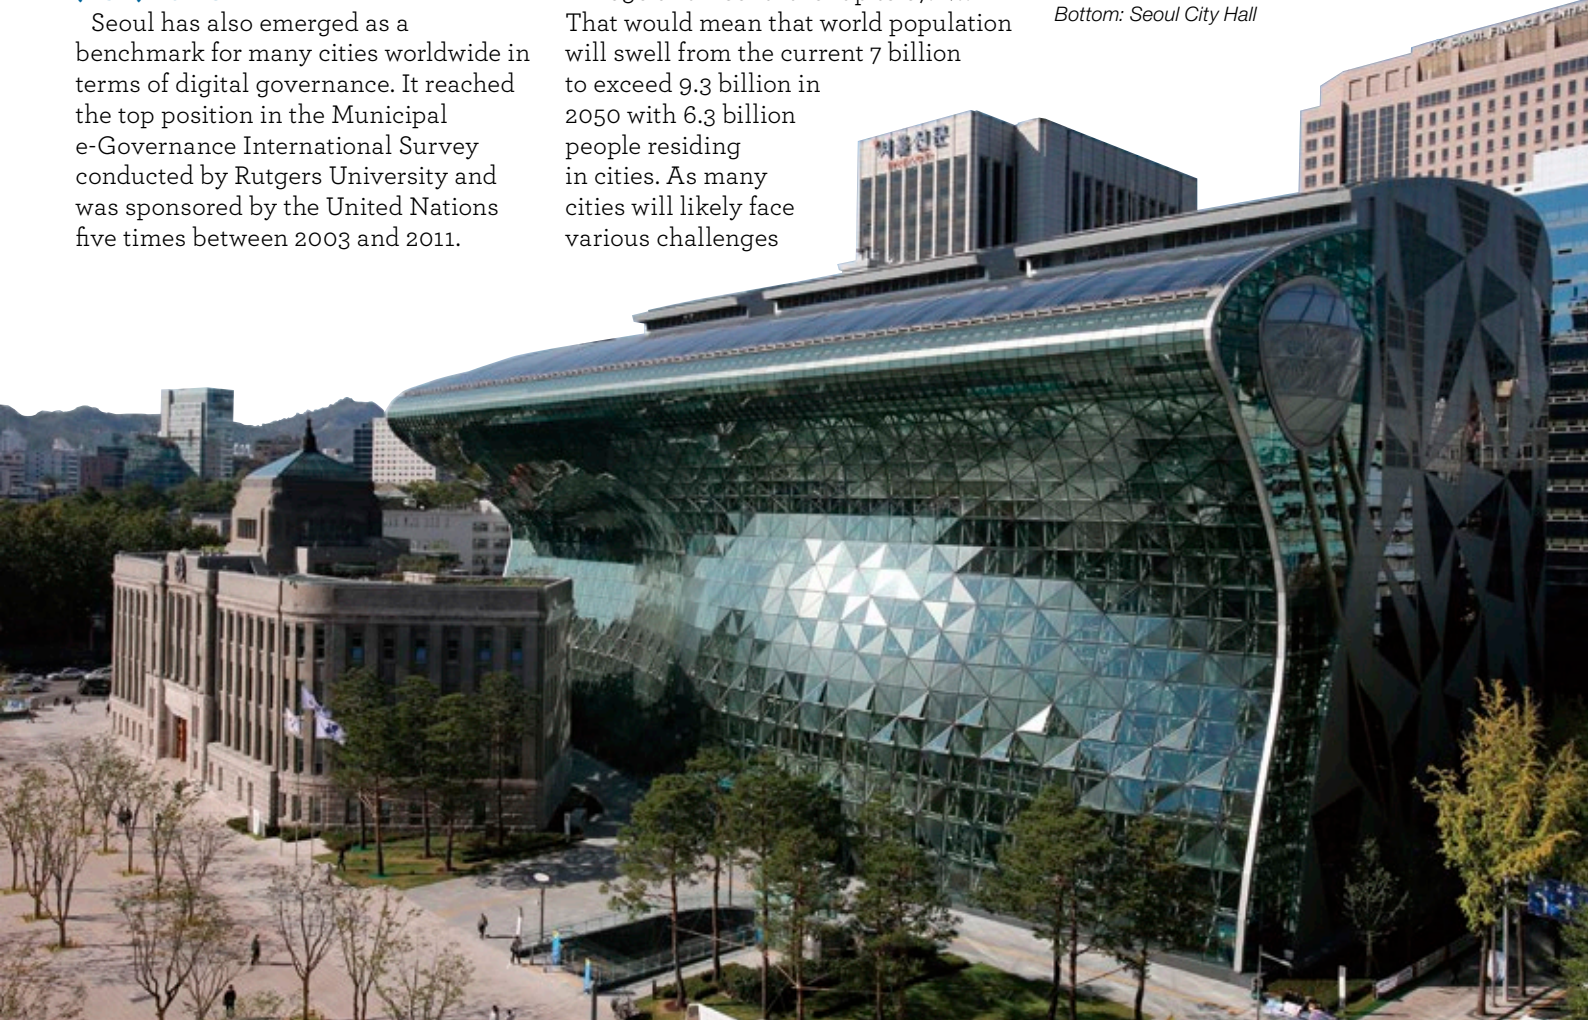 Seoul has also emerged as a
benchmark for many cities worldwide in
terms of digital governance. It reached
the top position in the Municipal
e-Governance International Survey
conducted by Rutgers University and
was sponsored by the United Nations
five times between 2003 and 2011.
That would mean that world population
will swell from the current 7 billion
to exceed 9.3 billion in
2050 with 6.3 billion
people residing
in cities. As many
cities will likely face
various challenges
Bottom: Seoul City Hall
서울신문
SEOUL FINANCE CENTER